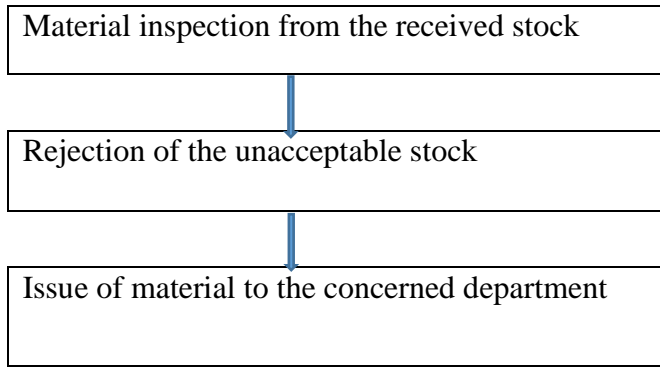 Material inspection from the received stock
Rejection of the unacceptable stock
Issue of material to the concerned department